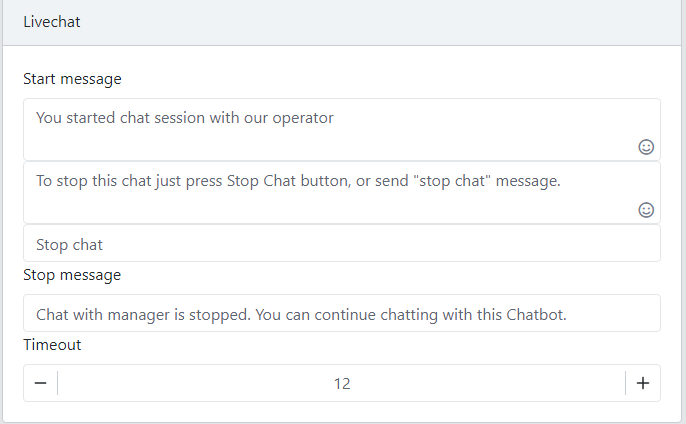 Livechat
Start message
You started chat session with our operator
To stop this chat just press Stop Chat button, or send "stop chat" message.
Stop chat
Stop message
Chat with manager is stopped. You can continue chatting with this Chatbot.
Timeout
12